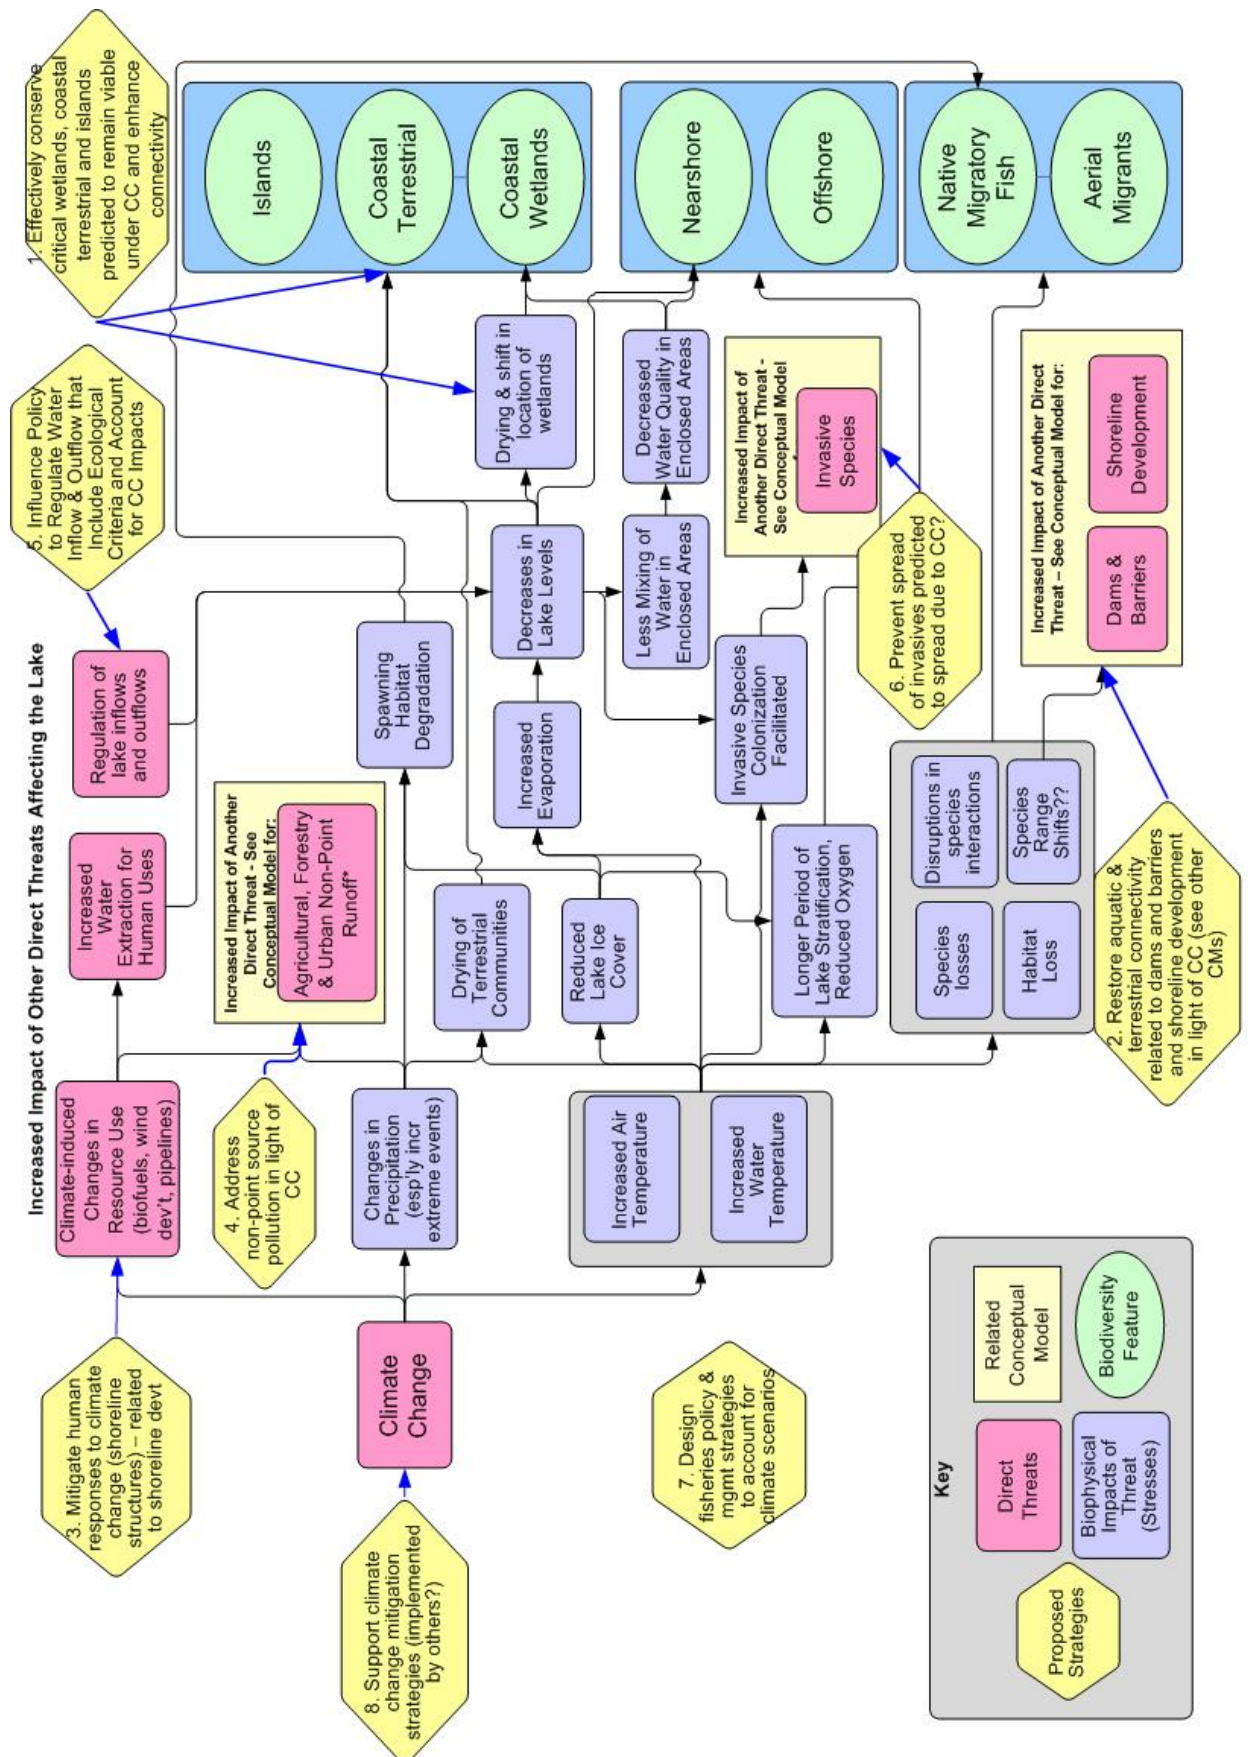 Increased Impact of Other Direct Threats Affecting the Lake
3. Mitigate human
responses to climate
change (shoreline
structures) – related
to shoreline devt
Climate-induced
Changes in
Resource Use
(biofuels, wind
dev't, pipelines)
Increased
Water
Extraction for
Human Uses
Regulation of
lake inflows
and outflows
5. Influence Policy
to Regulate Water
Inflow & Outflow that
Include Ecological
Criteria and Account
for CC Impacts
1. Effectively conserve
critical wetlands, coastal
terrestrial and islands
predicted to remain viable
under CC and enhance
connectivity
4. Address
non-point source
pollution in light of
CC
Increased Impact of Another
Direct Threat - See
Conceptual Model for:
Agricultural, Forestry
& Urban Non-Point
Runoff*
Spawning
Habitat
Degradation
Islands
Coastal
Terrestrial
Coastal
Wetlands
8. Support climate
change mitigation
strategies (implemented
by others?)
Climate
Change
Changes in
Precipitation
(esp'ly incr
extreme events)
Drying of
Terrestrial
Communities
Reduced
Lake Ice
Cover
Increased
Evaporation
Decreases in
Lake Levels
Drying & shift in
location of
wetlands
Increased Air
Temperature
Increased
Water
Temperature
Less Mixing of
Water in
Enclosed Areas
Decreased
Water Quality in
Enclosed Areas
Nearshore
Offshore
7. Design
fisheries policy &
mgmt strategies
to account for
climate scenarios
Longer Period of
Lake Stratification,
Reduced Oxygen
Invasive Species
Colonization
Facilitated
Increased Impact of
Another Direct Threat -
See Conceptual Model
Invasive
Species
6. Prevent spread
of invasives predicted
to spread due to CC?
Species
losses
Disruptions in
species
interactions
Habitat
Loss
Species
Range
Shifts??
Native
Migratory
Fish
Aerial
Migrants
2. Restore aquatic &
terrestrial connectivity
related to dams and barriers
and shoreline development
in light of CC (see other
CMs)
Increased Impact of Another Direct
Threat – See Conceptual Model for:
Dams &
Barriers
Shoreline
Development
Key
Proposed
Strategies
Direct
Threats
Related
Conceptual
Model
Biophysical
Impacts of
Threat
(Stresses)
Biodiversity
Feature